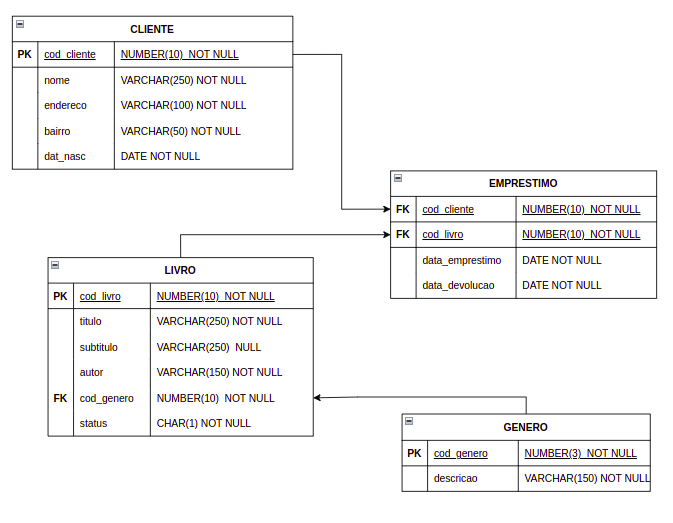 CLIENTE
PK cod_cliente NUMBER(10) NOT NULL
nome VARCHAR(250) NOT NULL
endereco VARCHAR(100) NOT NULL
bairro VARCHAR(50) NOT NULL
dat_nasc DATE NOT NULL
EMPRESTIMO
FK cod_cliente NUMBER(10) NOT NULL
FK cod_livro NUMBER(10) NOT NULL
data_emprestimo DATE NOT NULL
data_devolucao DATE NOT NULL
LIVRO
PK cod_livro NUMBER(10) NOT NULL
titulo VARCHAR(250) NOT NULL
subtitulo VARCHAR(250) NULL
autor VARCHAR(150) NOT NULL
FK cod_genero NUMBER(10) NOT NULL
status CHAR(1) NOT NULL
GENERO
PK cod_genero NUMBER(3) NOT NULL
descricao VARCHAR(150) NOT NULL